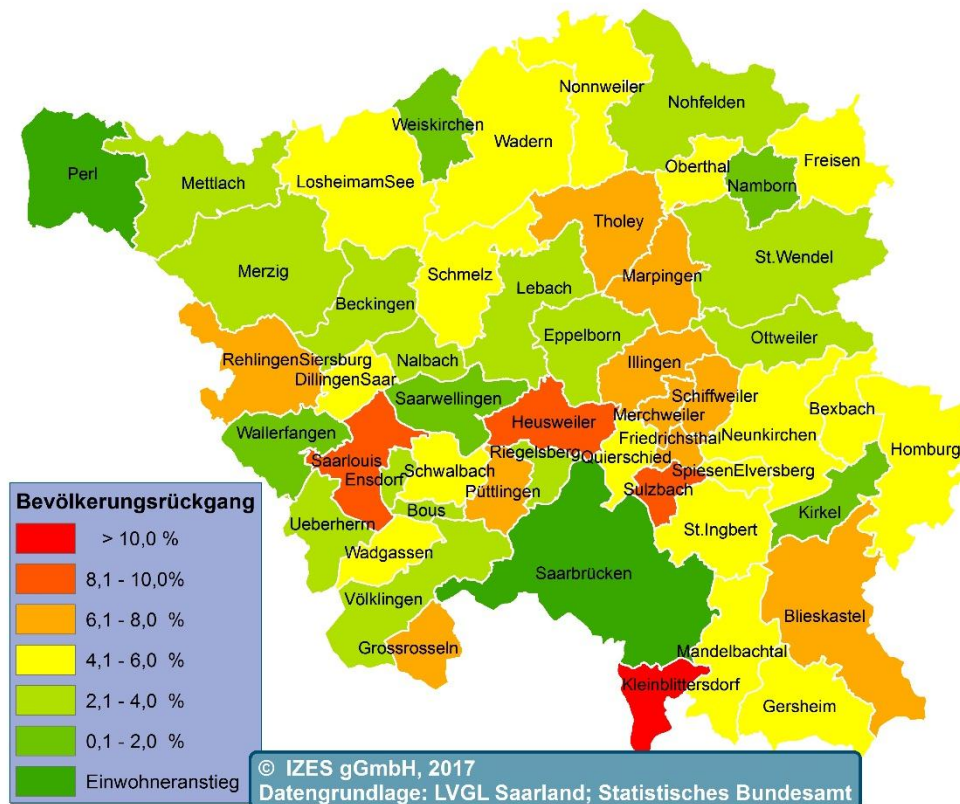 Nonnweiler
Nohfelden
Weiskirchen
Wadern
Oberthal
Freisen
Perl
Mettlach
LosheimamSee
Namborn
Tholey
St.Wendel
Merzig
Schmelz
Marpingen
Lebach
Beckingen
Eppelborn
Ottweiler
RehlingenSiersburg
Nalbach
Illingen
DillingenSaar
Schiffweiler
Saarwellingen
Merchweiler
Bexbach
Heusweiler
Wallerfangen
Friedrichsthal
Neunkirchen
Homburg
Riegelsberg
Quierschied
Saarlouis
Schwalbach
SpiesenElversberg
Ensdorf
Püttlingen
Sulzbach
Bous
Kirkel
Ueberherrn
St.Ingbert
Wadgassen
Saarbrücken
Völklingen
Blieskastel
Grossrosseln
Mandelbachtal
Kleinblittersdorf
Gersheim
Bevölkerungsrückgang
> 10,0 %
8,1 - 10,0%
6,1 - 8,0 %
4,1 - 6,0 %
2,1 - 4,0 %
0,1 - 2,0 %
Einwohneranstieg
© IZES gGmbH, 2017
Datengrundlage: LVGL Saarland; Statistisches Bundesamt